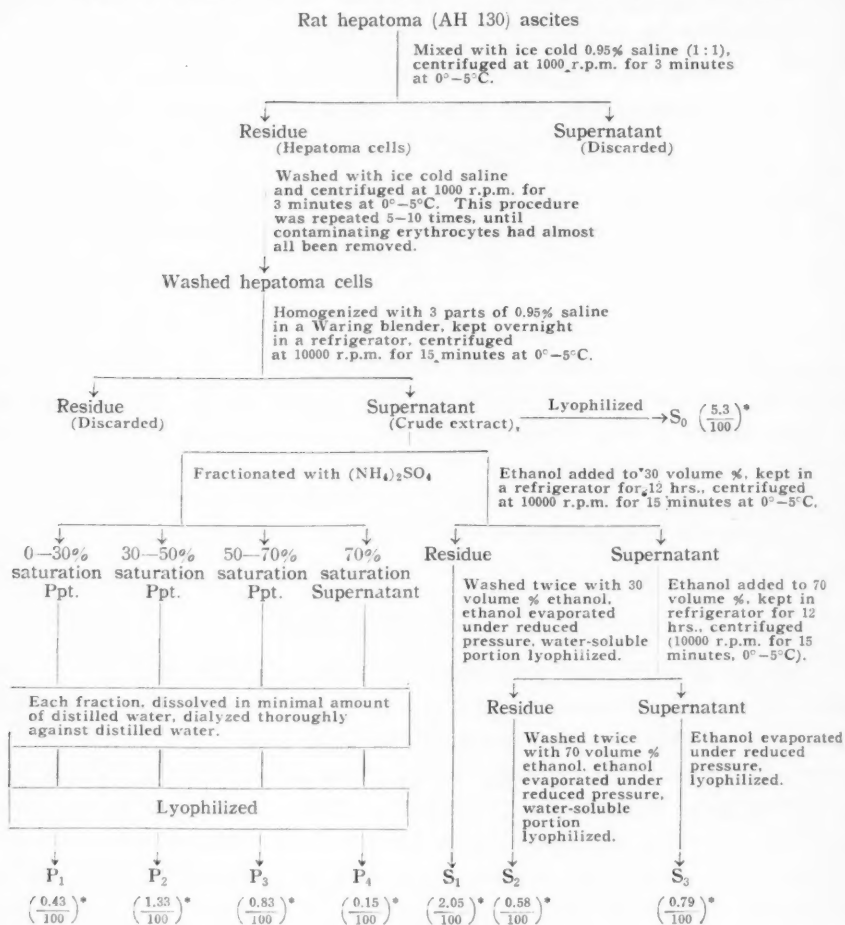 Rat hepatoma (AH 130) ascites
Mixed with ice cold 0.95% saline (1 : 1),
centrifuged at 1000 r.p.m. for 3 minutes
at 0°–5°C.
Residue
(Hepatoma cells)
Supernatant
(Discarded)
Washed with ice cold saline
and centrifuged at 1000 r.p.m. for
3 minutes at 0°–5°C. This procedure
was repeated 5–10 times, until
contaminating erythrocytes had almost
all been removed.
Washed hepatoma cells
Homogenized with 3 parts of 0.95% saline
in a Waring blender, kept overnight
in a refrigerator, centrifuged
at 10000 r.p.m. for 15 minutes at 0°–5°C.
Residue
(Discarded)
Supernatant
(Crude extract),
Lyophilized
S₀ (5.3/100)*
Fractionated with (NH₄)₂SO₄
Ethanol added to 30 volume %, kept in
a refrigerator for 12 hrs., centrifuged
at 10000 r.p.m. for 15 minutes at 0°–5°C.
0–30%
saturation
Ppt.
30–50%
saturation
Ppt.
50–70%
saturation
Ppt.
70%
saturation
Supernatant
Residue
Supernatant
Washed twice with 30
volume % ethanol,
ethanol evaporated
under reduced
pressure, water-soluble
portion lyophilized.
Ethanol added to 70
volume %, kept in
refrigerator for 12
hrs., centrifuged
(10000 r.p.m. for 15
minutes, 0°–5°C).
Each fraction, dissolved in minimal amount
of distilled water, dialyzed thoroughly
against distilled water.
Residue
Supernatant
Washed twice
with 70 volume %
ethanol, ethanol
evaporated under
reduced pressure,
water-soluble
portion
lyophilized.
Ethanol evaporated
under reduced
pressure,
lyophilized.
Lyophilized
P₁ P₂ P₃ P₄ S₁ S₂ S₃
(0.43/100)* (1.33/100)* (0.83/100)* (0.15/100)* (2.05/100)* (0.58/100)* (0.79/100)*